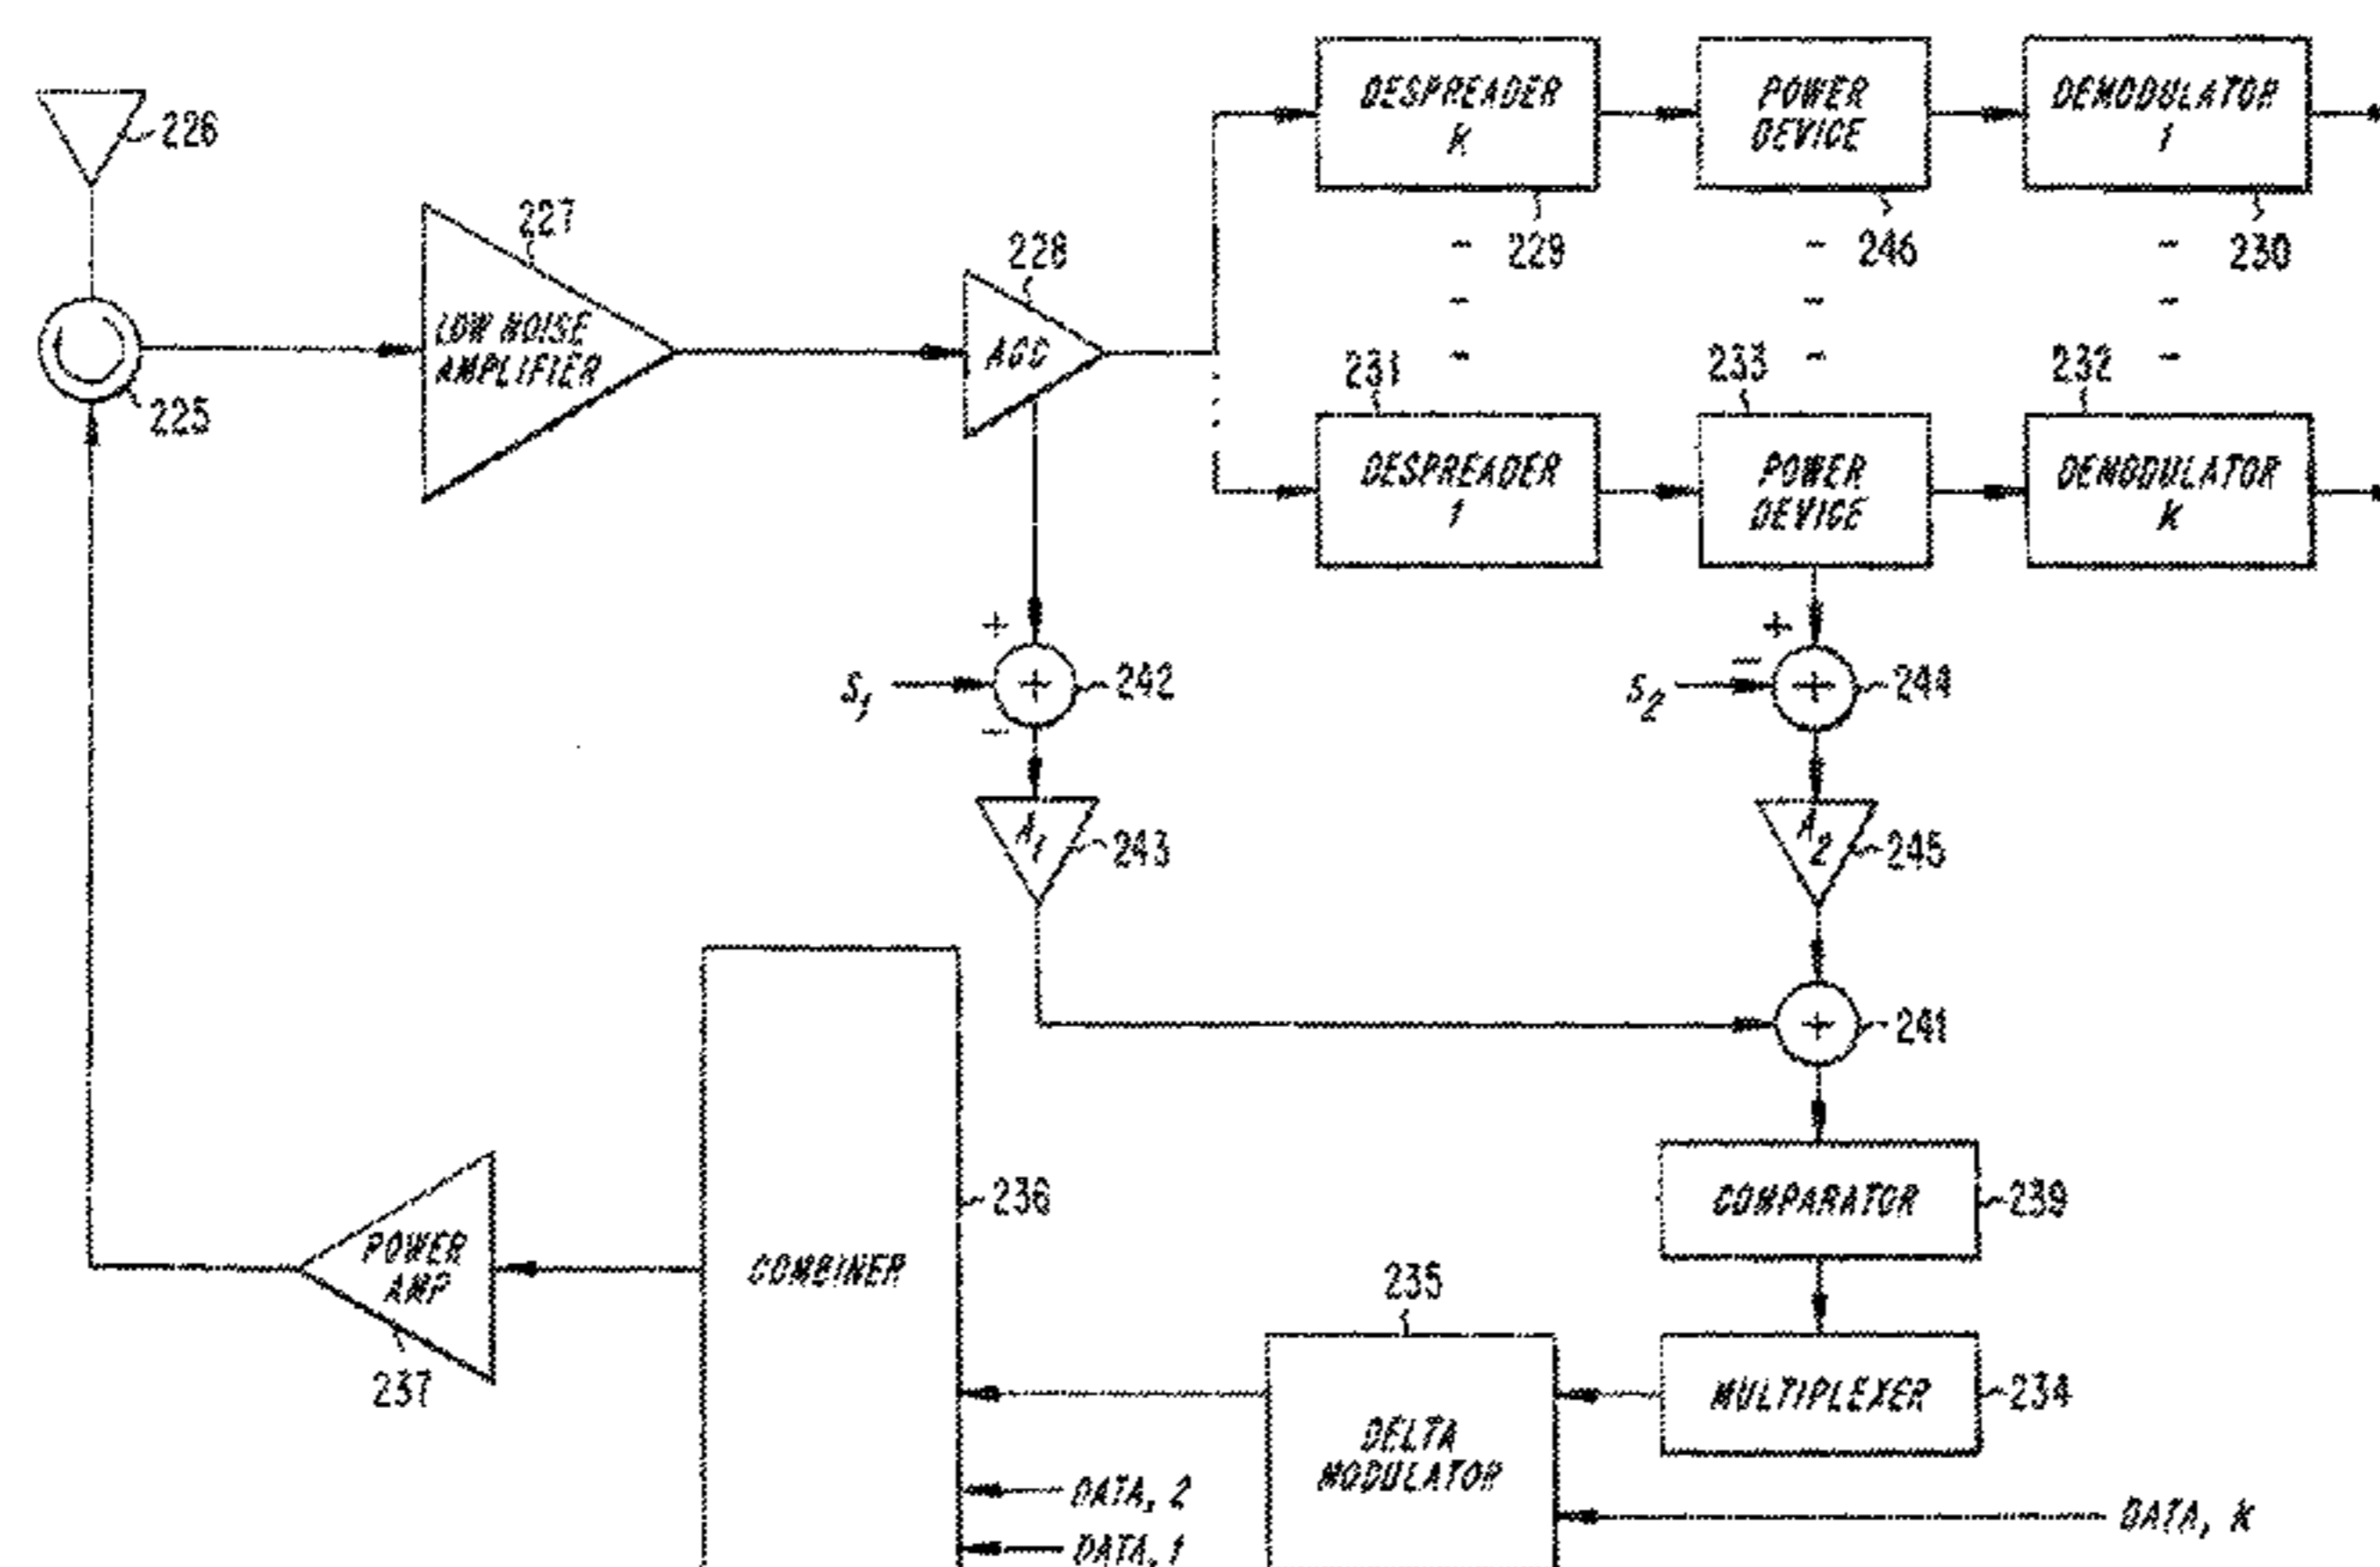 DESPREADER
K
POWER
DEVICE
DEMODULATOR
1
226
227
228
229
246
230
LOW NOISE
AMPLIFIER
AGC
225
231
233
232
DESPREADER
1
POWER
DEVICE
DEMODULATOR
K
+
+
S1
+
242
−
−
S2
+
244
A1
243
A2
245
+
241
236
COMPARATOR
239
POWER
AMP
COMBINER
235
237
MULTIPLEXER
234
DELTA
MODULATOR
DATA, 2
DATA, K
DATA, 1